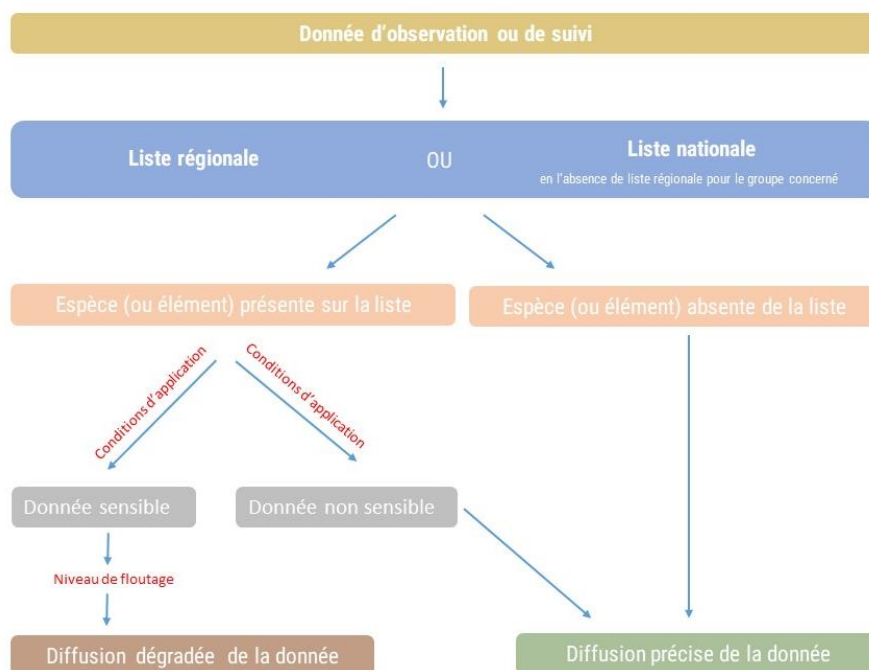 Donnée d'observation ou de suivi
Liste régionale
OU
Liste nationale
en l'absence de liste régionale pour le groupe concerné
Espèce (ou élément) présente sur la liste
Espèce (ou élément) absente de la liste
Conditions d'application
Conditions d'application
Donnée sensible
Donnée non sensible
Niveau de floutage
Diffusion dégradée de la donnée
Diffusion précise de la donnée